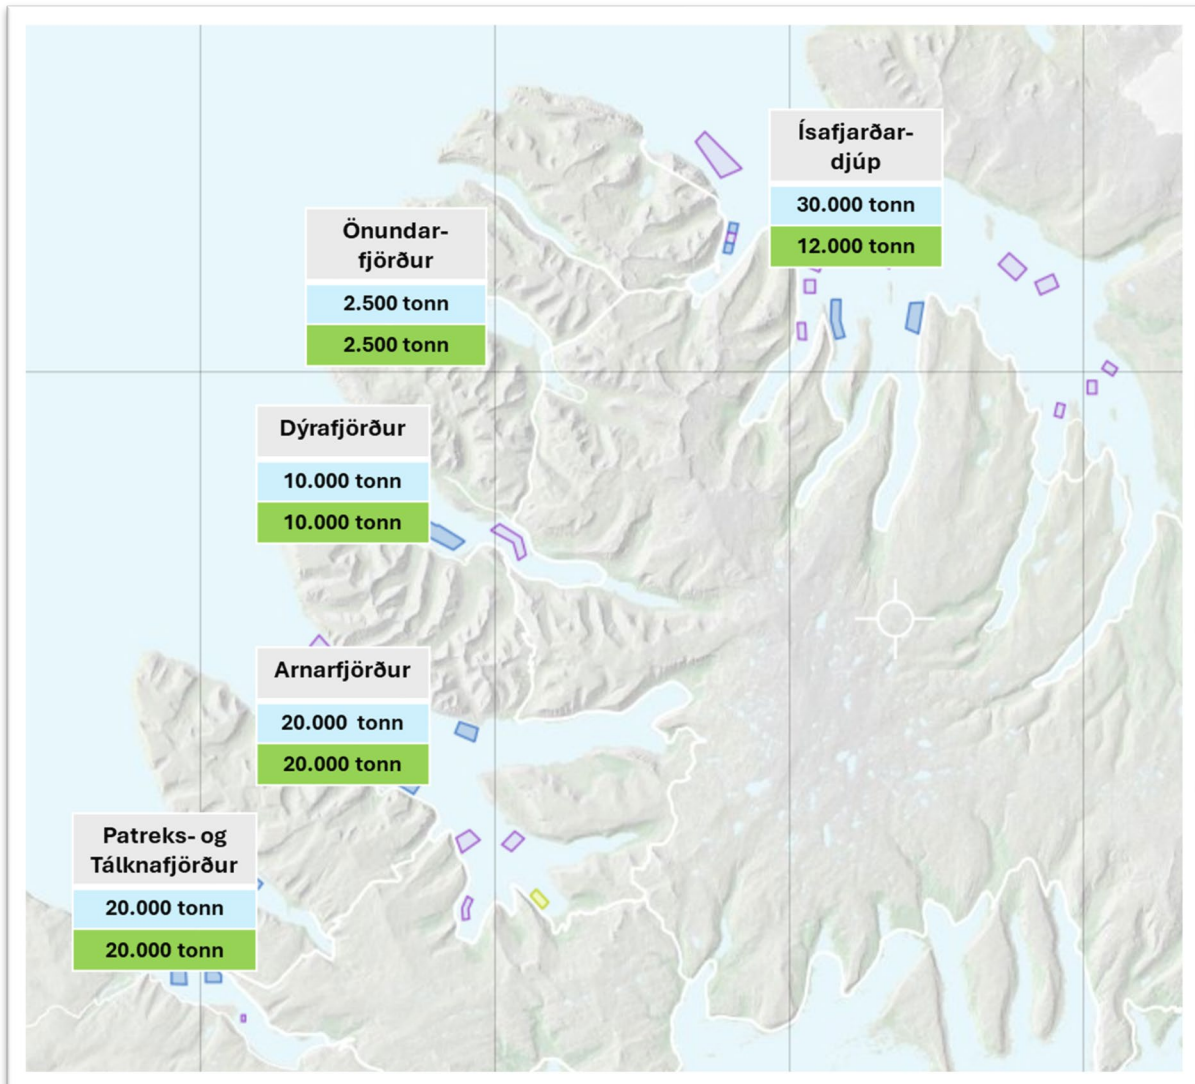 Ísafjarðar-
djúp
30.000 tonn
12.000 tonn
Önundar-
fjörður
2.500 tonn
2.500 tonn
Dýrafjörður
10.000 tonn
10.000 tonn
Arnarfjörður
20.000 tonn
20.000 tonn
Patreks- og
Tálknafjörður
20.000 tonn
20.000 tonn